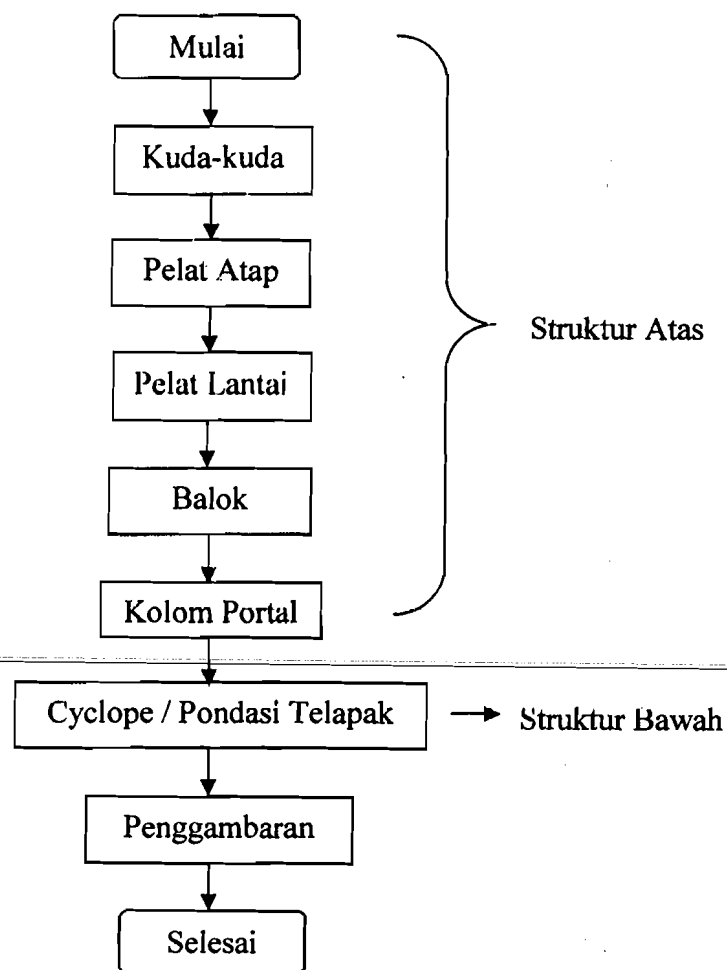 Mulai
Kuda-kuda
Pelat Atap
Pelat Lantai
Balok
Kolom Portal
Struktur Atas
Cyclope / Pondasi Telapak
Struktur Bawah
Penggambaran
Selesai